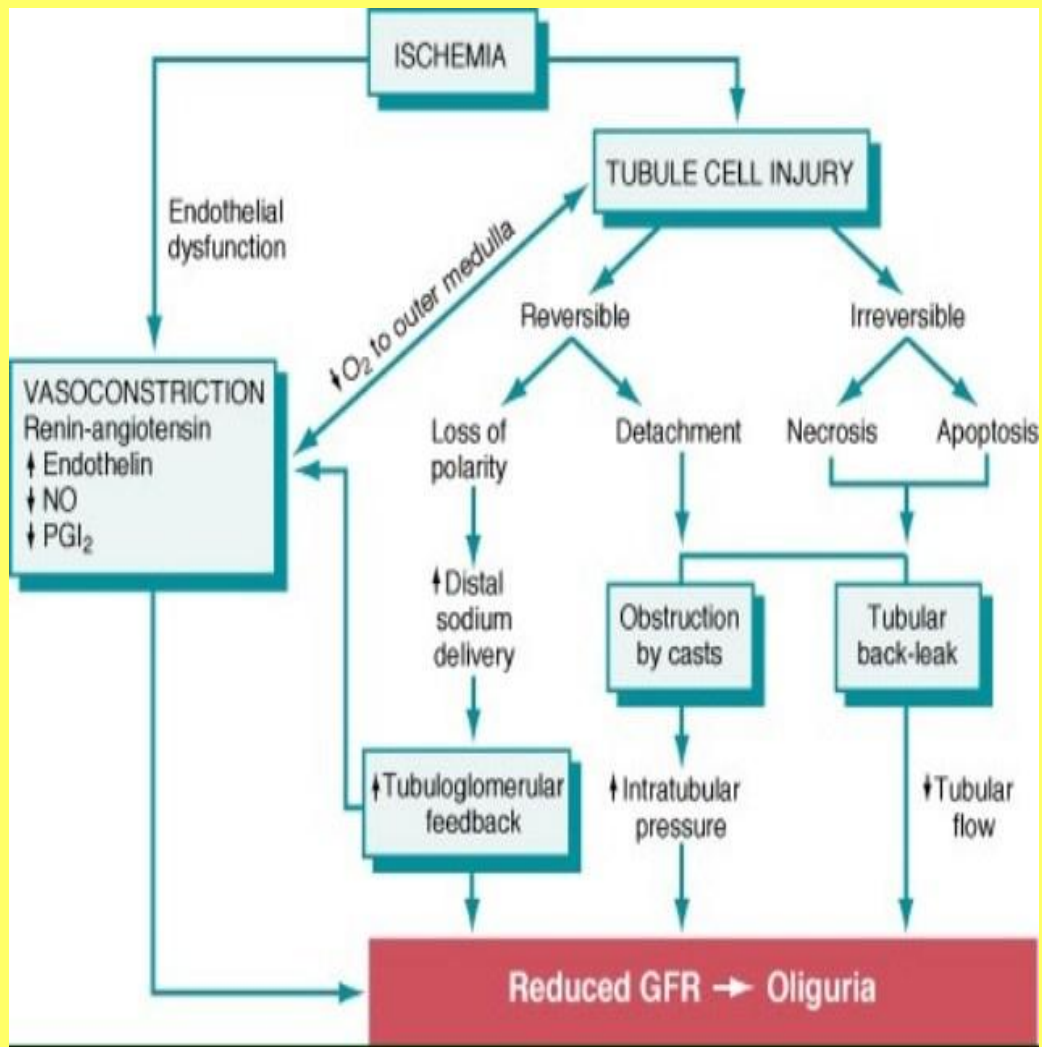 ISCHEMIA
TUBULE CELL INJURY
Endothelial
dysfunction
↓O₂ to outer medulla
Reversible
Irreversible
VASOCONSTRICTION
Renin-angiotensin
↑ Endothelin
↓ NO
↓ PGI₂
Loss of
polarity
Detachment
Necrosis
Apoptosis
↑Distal
sodium
delivery
Obstruction
by casts
Tubular
back-leak
↑Tubuloglomerular
feedback
↑Intratubular
pressure
↓Tubular
flow
Reduced GFR → Oliguria